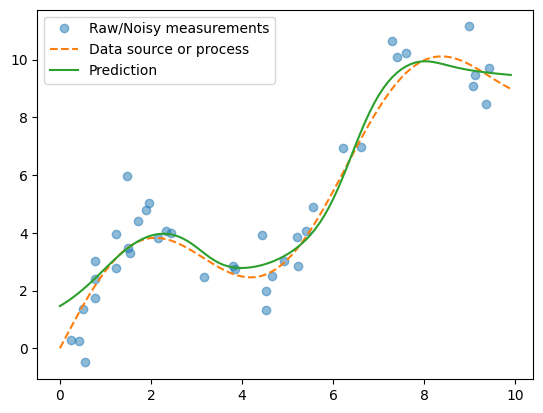 Raw/Noisy measurements
Data source or process
Prediction
10
8
6
4
2
0
0 2 4 6 8 10